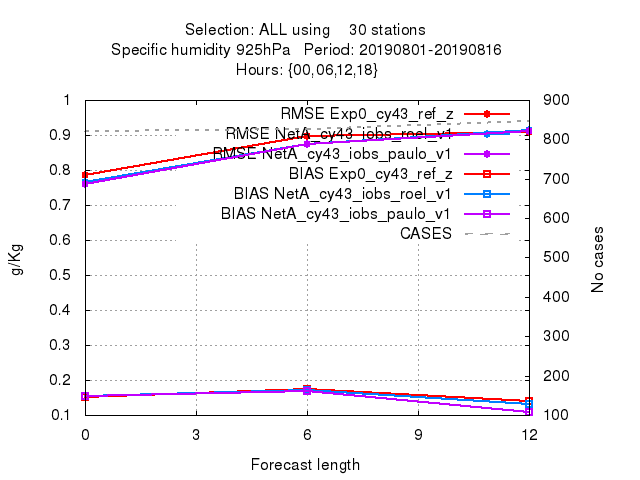 Selection: ALL using 30 stations
Specific humidity 925hPa Period: 20190801-20190816
Hours: {00,06,12,18}
1
0.9
0.8
0.7
0.6
0.5
0.4
0.3
0.2
0.1
g/Kg
RMSE Exp0_cy43_ref_z
RMSE NetA_cy43_iobs_roel_v1
RMSE NetA_cy43_iobs_paulo_v1
BIAS Exp0_cy43_ref_z
BIAS NetA_cy43_iobs_roel_v1
BIAS NetA_cy43_iobs_paulo_v1
CASES
900
800
700
600
500
400
300
200
100
No cases
0 3 6 9 12
Forecast length